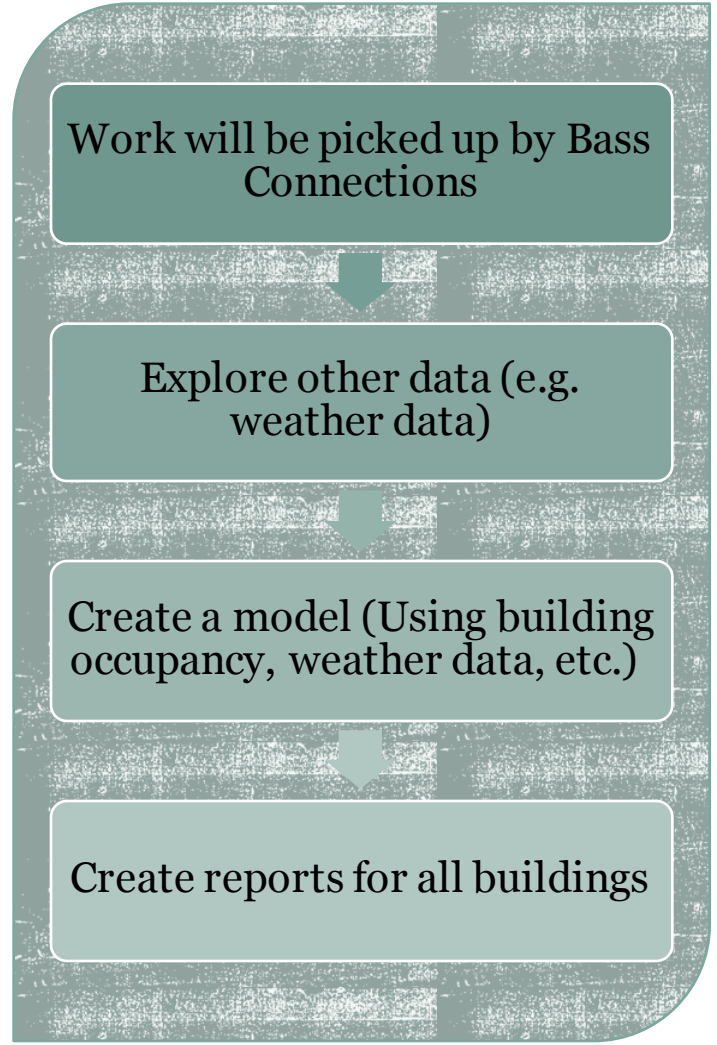 Work will be picked up by Bass
Connections
Explore other data (e.g.
weather data)
Create a model (Using building
occupancy, weather data, etc.)
Create reports for all buildings